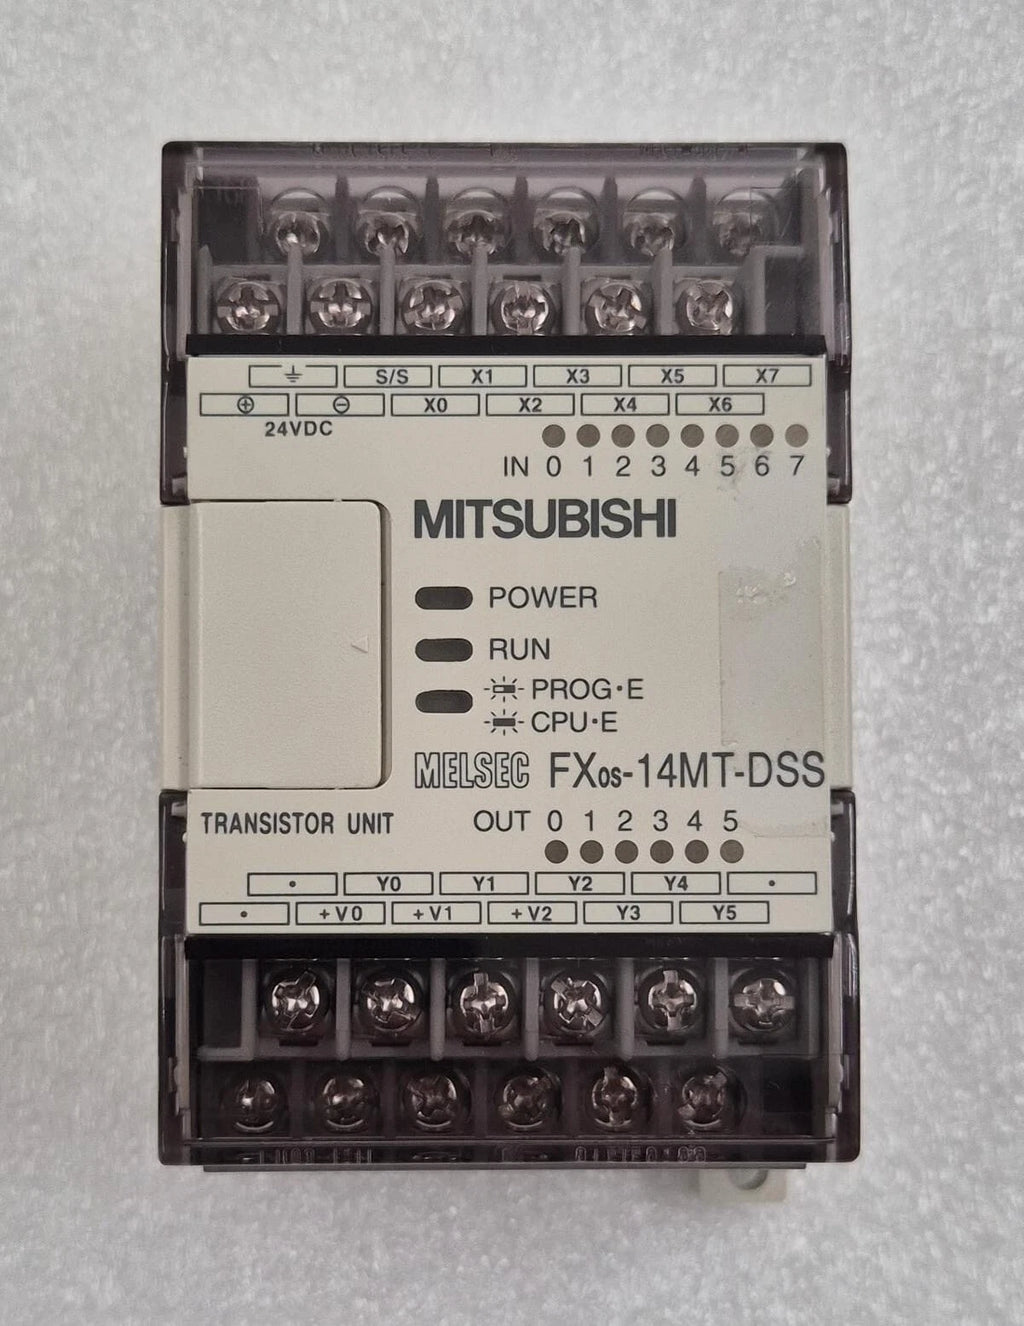 S/S X1 X3 X5 X7
⊕ ⊖ X0 X2 X4 X6
24VDC
IN 0 1 2 3 4 5 6 7
MITSUBISHI
POWER
RUN
PROG·E
CPU·E
MELSEC FX0S-14MT-DSS
TRANSISTOR UNIT OUT 0 1 2 3 4 5
• Y0 Y1 Y2 Y4 •
• +V0 +V1 +V2 Y3 Y5